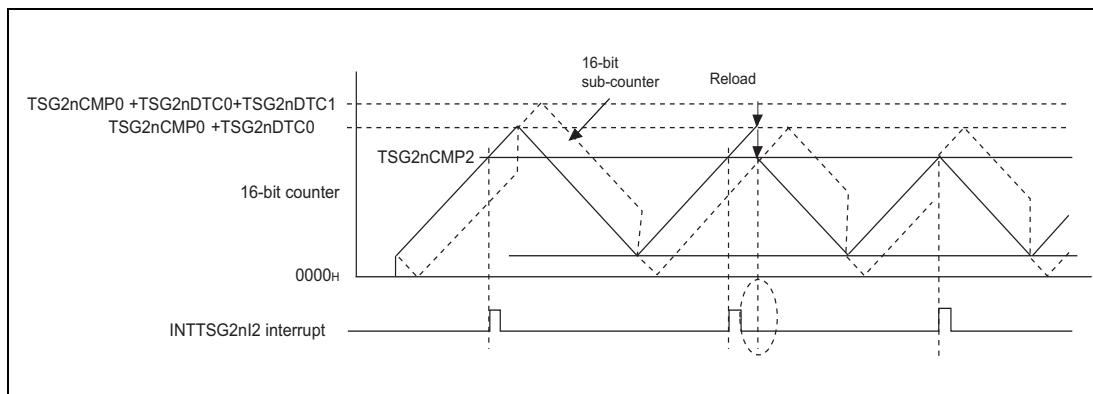 16-bit
sub-counter
Reload
TSG2nCMP0 +TSG2nDTC0+TSG2nDTC1
TSG2nCMP0 +TSG2nDTC0
TSG2nCMP2
16-bit counter
0000H
INTTSG2nI2 interrupt